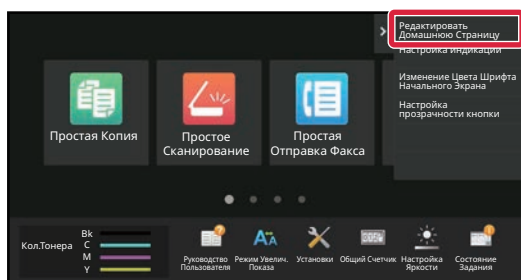 Редактировать
Домашнюю Страницу
Настройка индикации
Изменение Цвета Шрифта
Начального Экрана
Настройка
прозрачности кнопки
Простая Копия
Простое
Сканирование
Простая
Отправка Факса
Кол.Тонера
Bk
C
M
Y
Руководство
Пользователя
Режим Увелич.
Показа
Установки
Общий Счетчик
Настройка
Яркости
Состояние
Задания